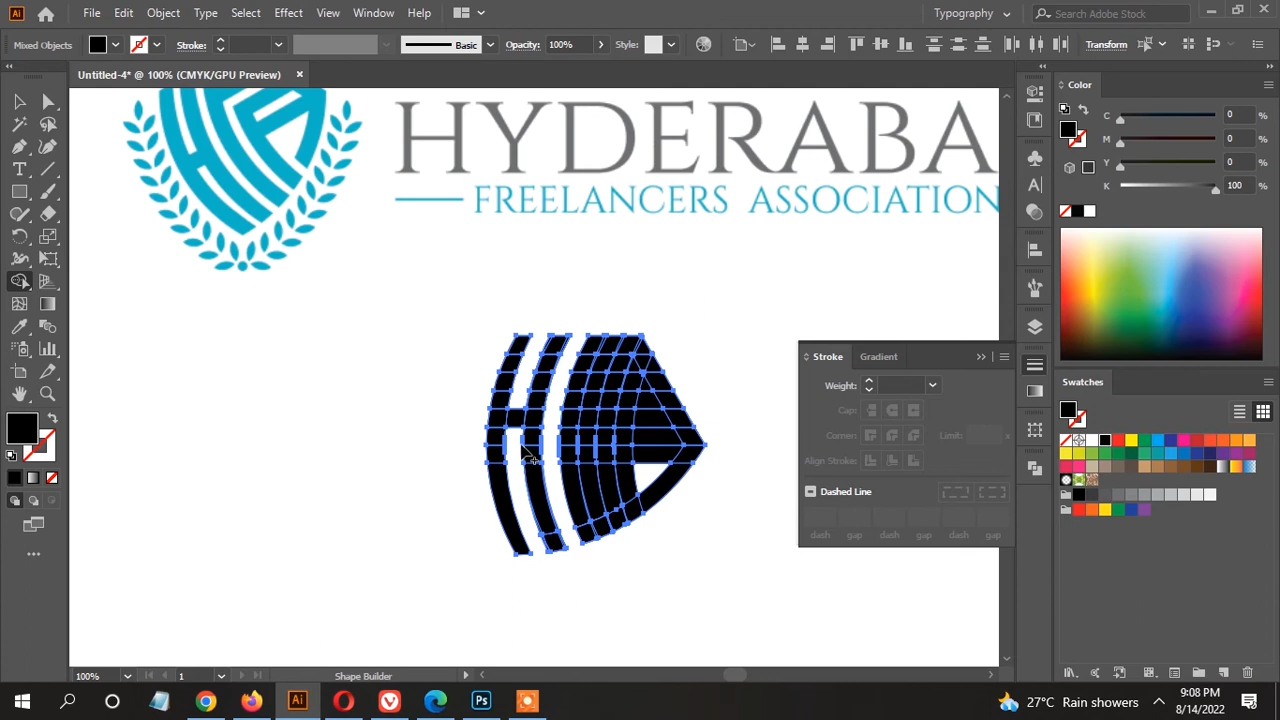 Ai File Edit Object Type Select Effect View Window Help Typography Search Adobe Stock
Mixed Objects Stroke: Basic Opacity: 100% Style: Transform
Untitled-4* @ 100% (CMYK/GPU Preview) ×
HYDERABA
FREELANCERS ASSOCIATION
Color
C 0 %
M 0 %
Y 0 %
K 100 %
Stroke Gradient
Weight:
Cap:
Corner: Limit: x
Align Stroke:
Dashed Line
dash gap dash gap dash gap
Swatches
100% 1 Shape Builder
Ai Ps 27°C Rain showers 9:08 PM
8/14/2022